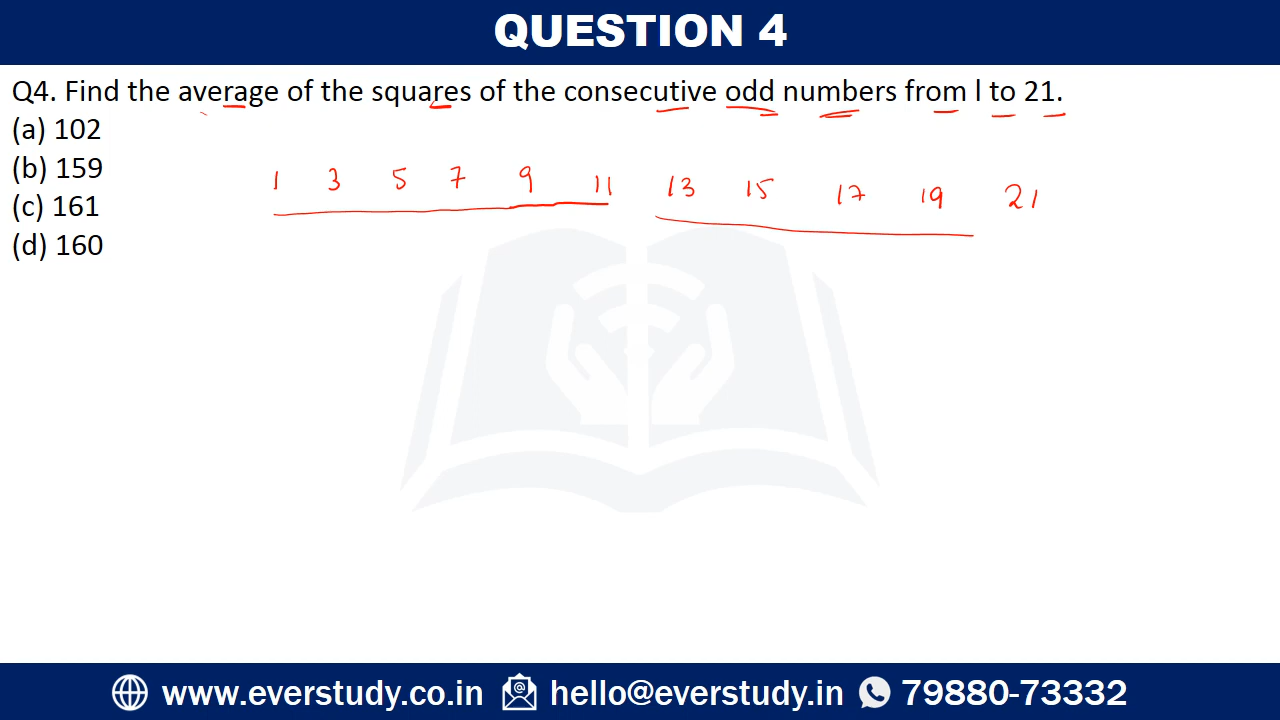 QUESTION 4
Q4. Find the average of the squares of the consecutive odd numbers from l to 21.
(a) 102
(b) 159
(c) 161
(d) 160
1 3 5 7 9 11 13 15 17 19 21
www.everstudy.co.in hello@everstudy.in 79880-73332